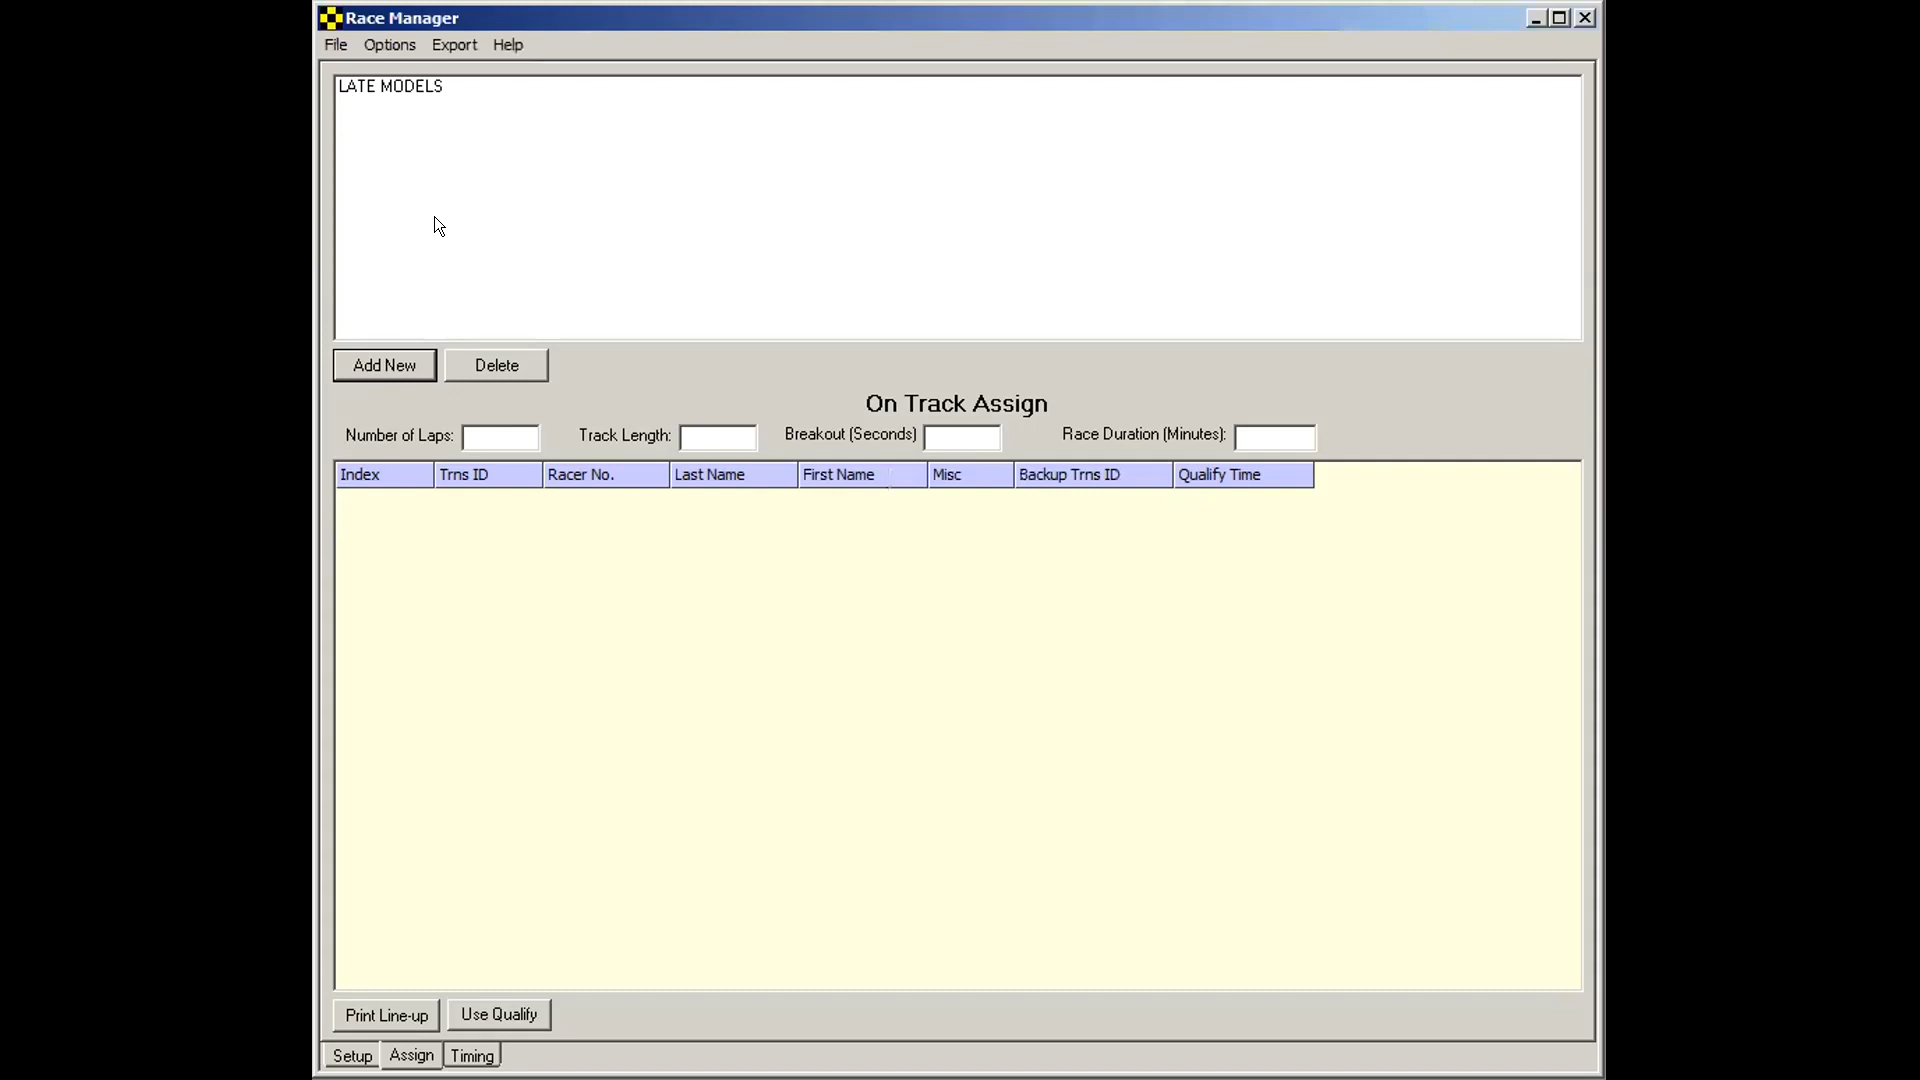 Race Manager
File Options Export Help
LATE MODELS
Add New Delete
On Track Assign
Number of Laps: Track Length: Breakout (Seconds) Race Duration (Minutes):
Index Trns ID Racer No. Last Name First Name Misc Backup Trns ID Qualify Time
Print Line-up Use Qualify
Setup Assign Timing